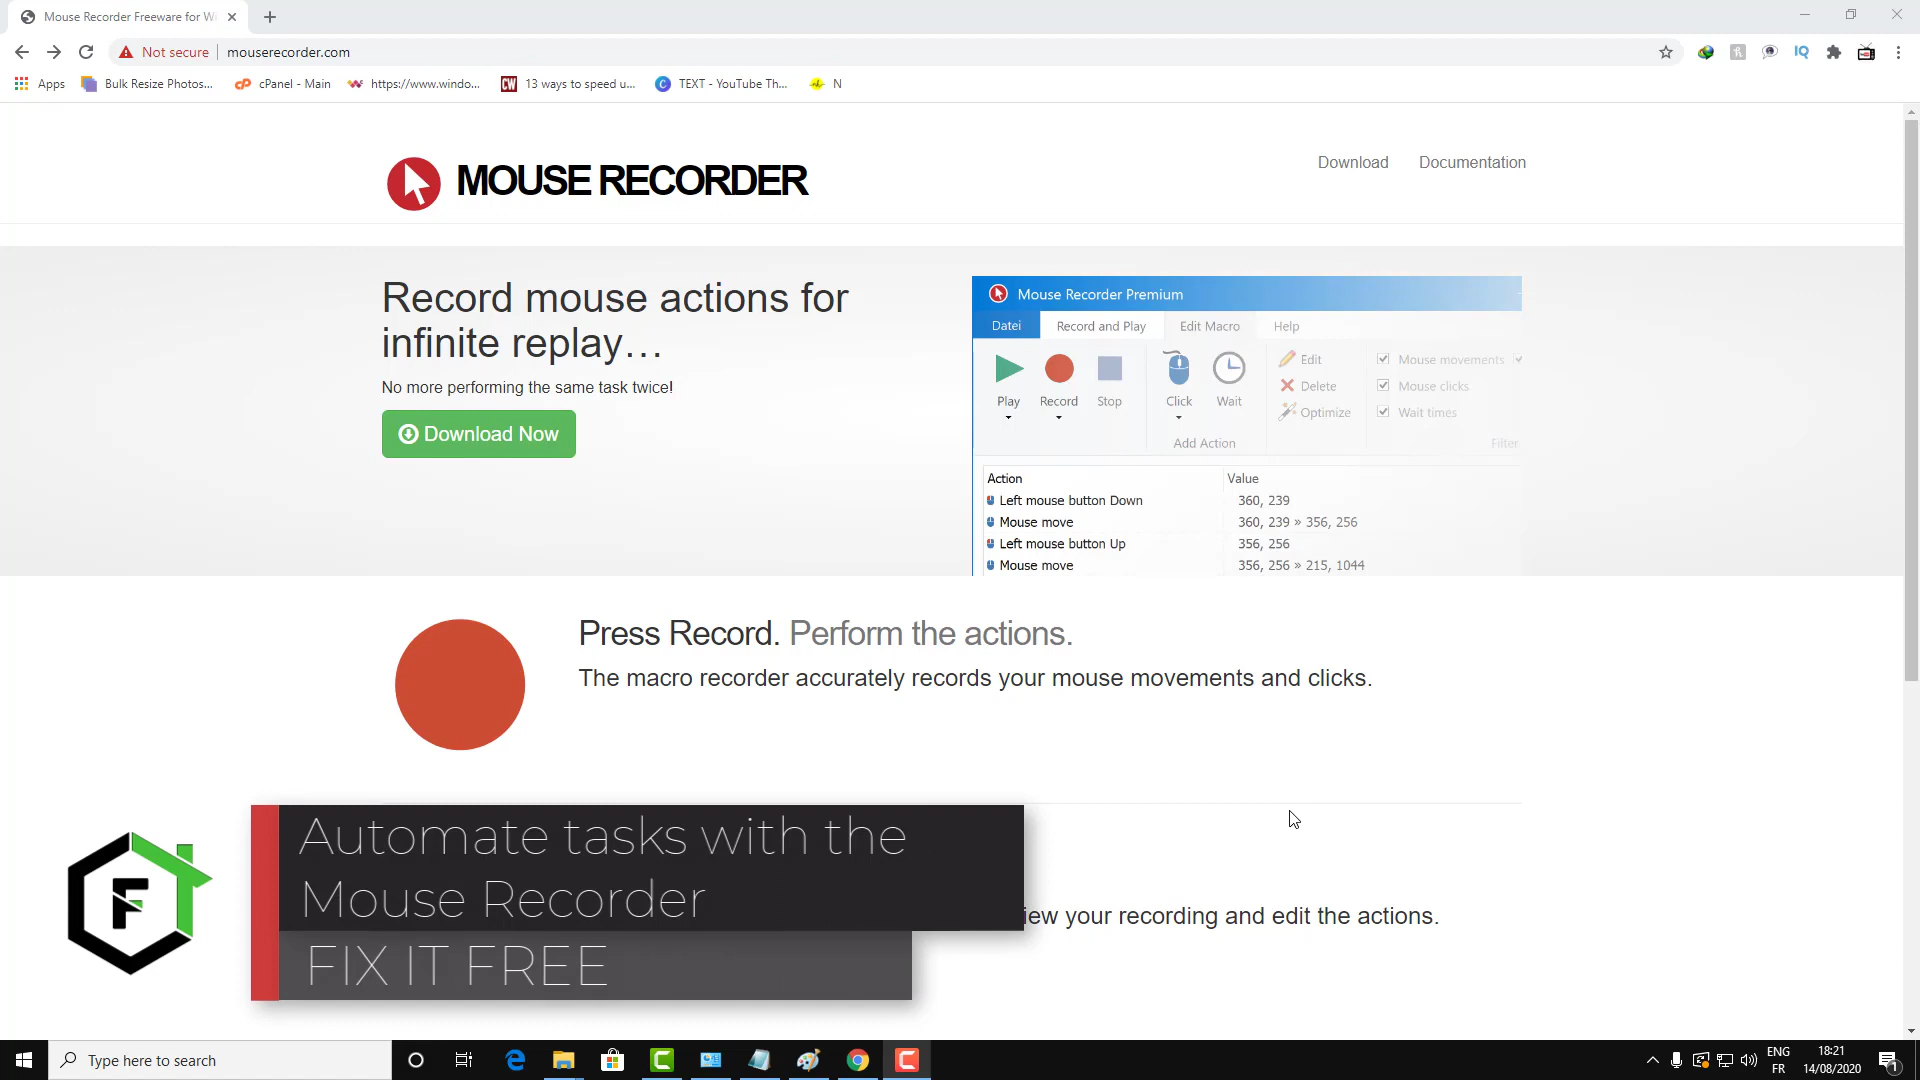 Mouse Recorder Freeware for Wi
Not secure
mouserecorder.com
Apps
Bulk Resize Photos...
cPanel - Main
https://www.windo...
13 ways to speed u...
TEXT - YouTube Th...
N
MOUSE RECORDER
Download
Documentation
Record mouse actions for
infinite replay...
No more performing the same task twice!
Download Now
Mouse Recorder Premium
Datei
Record and Play
Edit Macro
Help
Play
Record
Stop
Click
Wait
Edit
Delete
Optimize
Mouse movements
Mouse clicks
Wait times
Add Action
Filter
Action Value
Left mouse button Down 360, 239
Mouse move 360, 239 » 356, 256
Left mouse button Up 356, 256
Mouse move 356, 256 » 215, 1044
Press Record. Perform the actions.
The macro recorder accurately records your mouse movements and clicks.
iew your recording and edit the actions.
Automate tasks with the
Mouse Recorder
FIX IT FREE
F
Type here to search
ENG
FR
18:21
14/08/2020
1